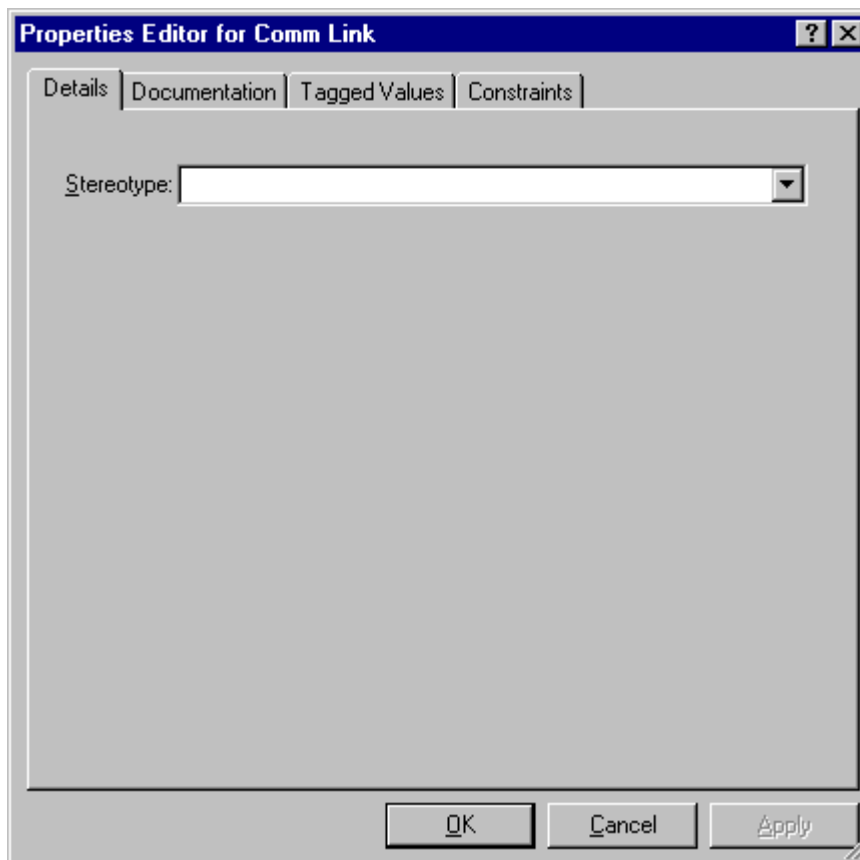 Properties Editor for Comm Link ?
Details Documentation Tagged Values Constraints
Stereotype:
OK Cancel Apply